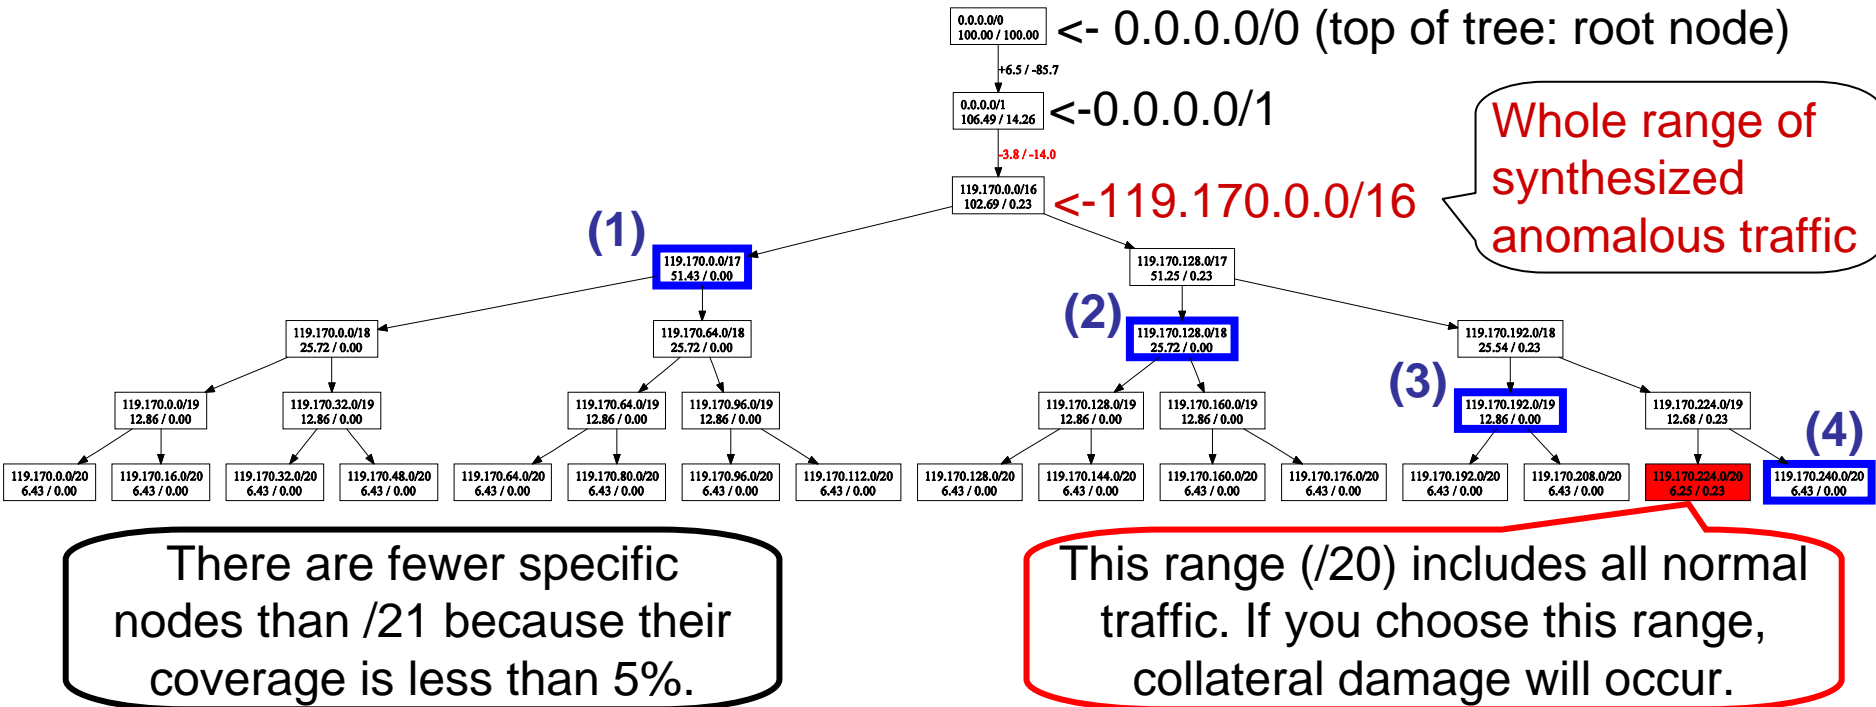 0.0.0.0/0
100.00 / 100.00
<- 0.0.0.0/0 (top of tree: root node)
+6.5 / -85.7
0.0.0.0/1
106.49 / 14.26
<-0.0.0.0/1
-3.8 / -14.0
119.170.0.0/16
102.69 / 0.23
<-119.170.0.0/16
Whole range of
synthesized
anomalous traffic
(1)
119.170.0.0/17
51.43 / 0.00
119.170.128.0/17
51.25 / 0.23
119.170.0.0/18
25.72 / 0.00
119.170.64.0/18
25.72 / 0.00
(2)
119.170.128.0/18
25.72 / 0.00
119.170.192.0/18
25.54 / 0.23
119.170.0.0/19
12.86 / 0.00
119.170.32.0/19
12.86 / 0.00
119.170.64.0/19
12.86 / 0.00
119.170.96.0/19
12.86 / 0.00
119.170.128.0/19
12.86 / 0.00
119.170.160.0/19
12.86 / 0.00
(3)
119.170.192.0/19
12.86 / 0.00
119.170.224.0/19
12.68 / 0.23
(4)
119.170.0.0/20
6.43 / 0.00
119.170.16.0/20
6.43 / 0.00
119.170.32.0/20
6.43 / 0.00
119.170.48.0/20
6.43 / 0.00
119.170.64.0/20
6.43 / 0.00
119.170.80.0/20
6.43 / 0.00
119.170.96.0/20
6.43 / 0.00
119.170.112.0/20
6.43 / 0.00
119.170.128.0/20
6.43 / 0.00
119.170.144.0/20
6.43 / 0.00
119.170.160.0/20
6.43 / 0.00
119.170.176.0/20
6.43 / 0.00
119.170.192.0/20
6.43 / 0.00
119.170.208.0/20
6.43 / 0.00
119.170.224.0/20
6.25 / 0.23
119.170.240.0/20
6.43 / 0.00
There are fewer specific
nodes than /21 because their
coverage is less than 5%.
This range (/20) includes all normal
traffic. If you choose this range,
collateral damage will occur.